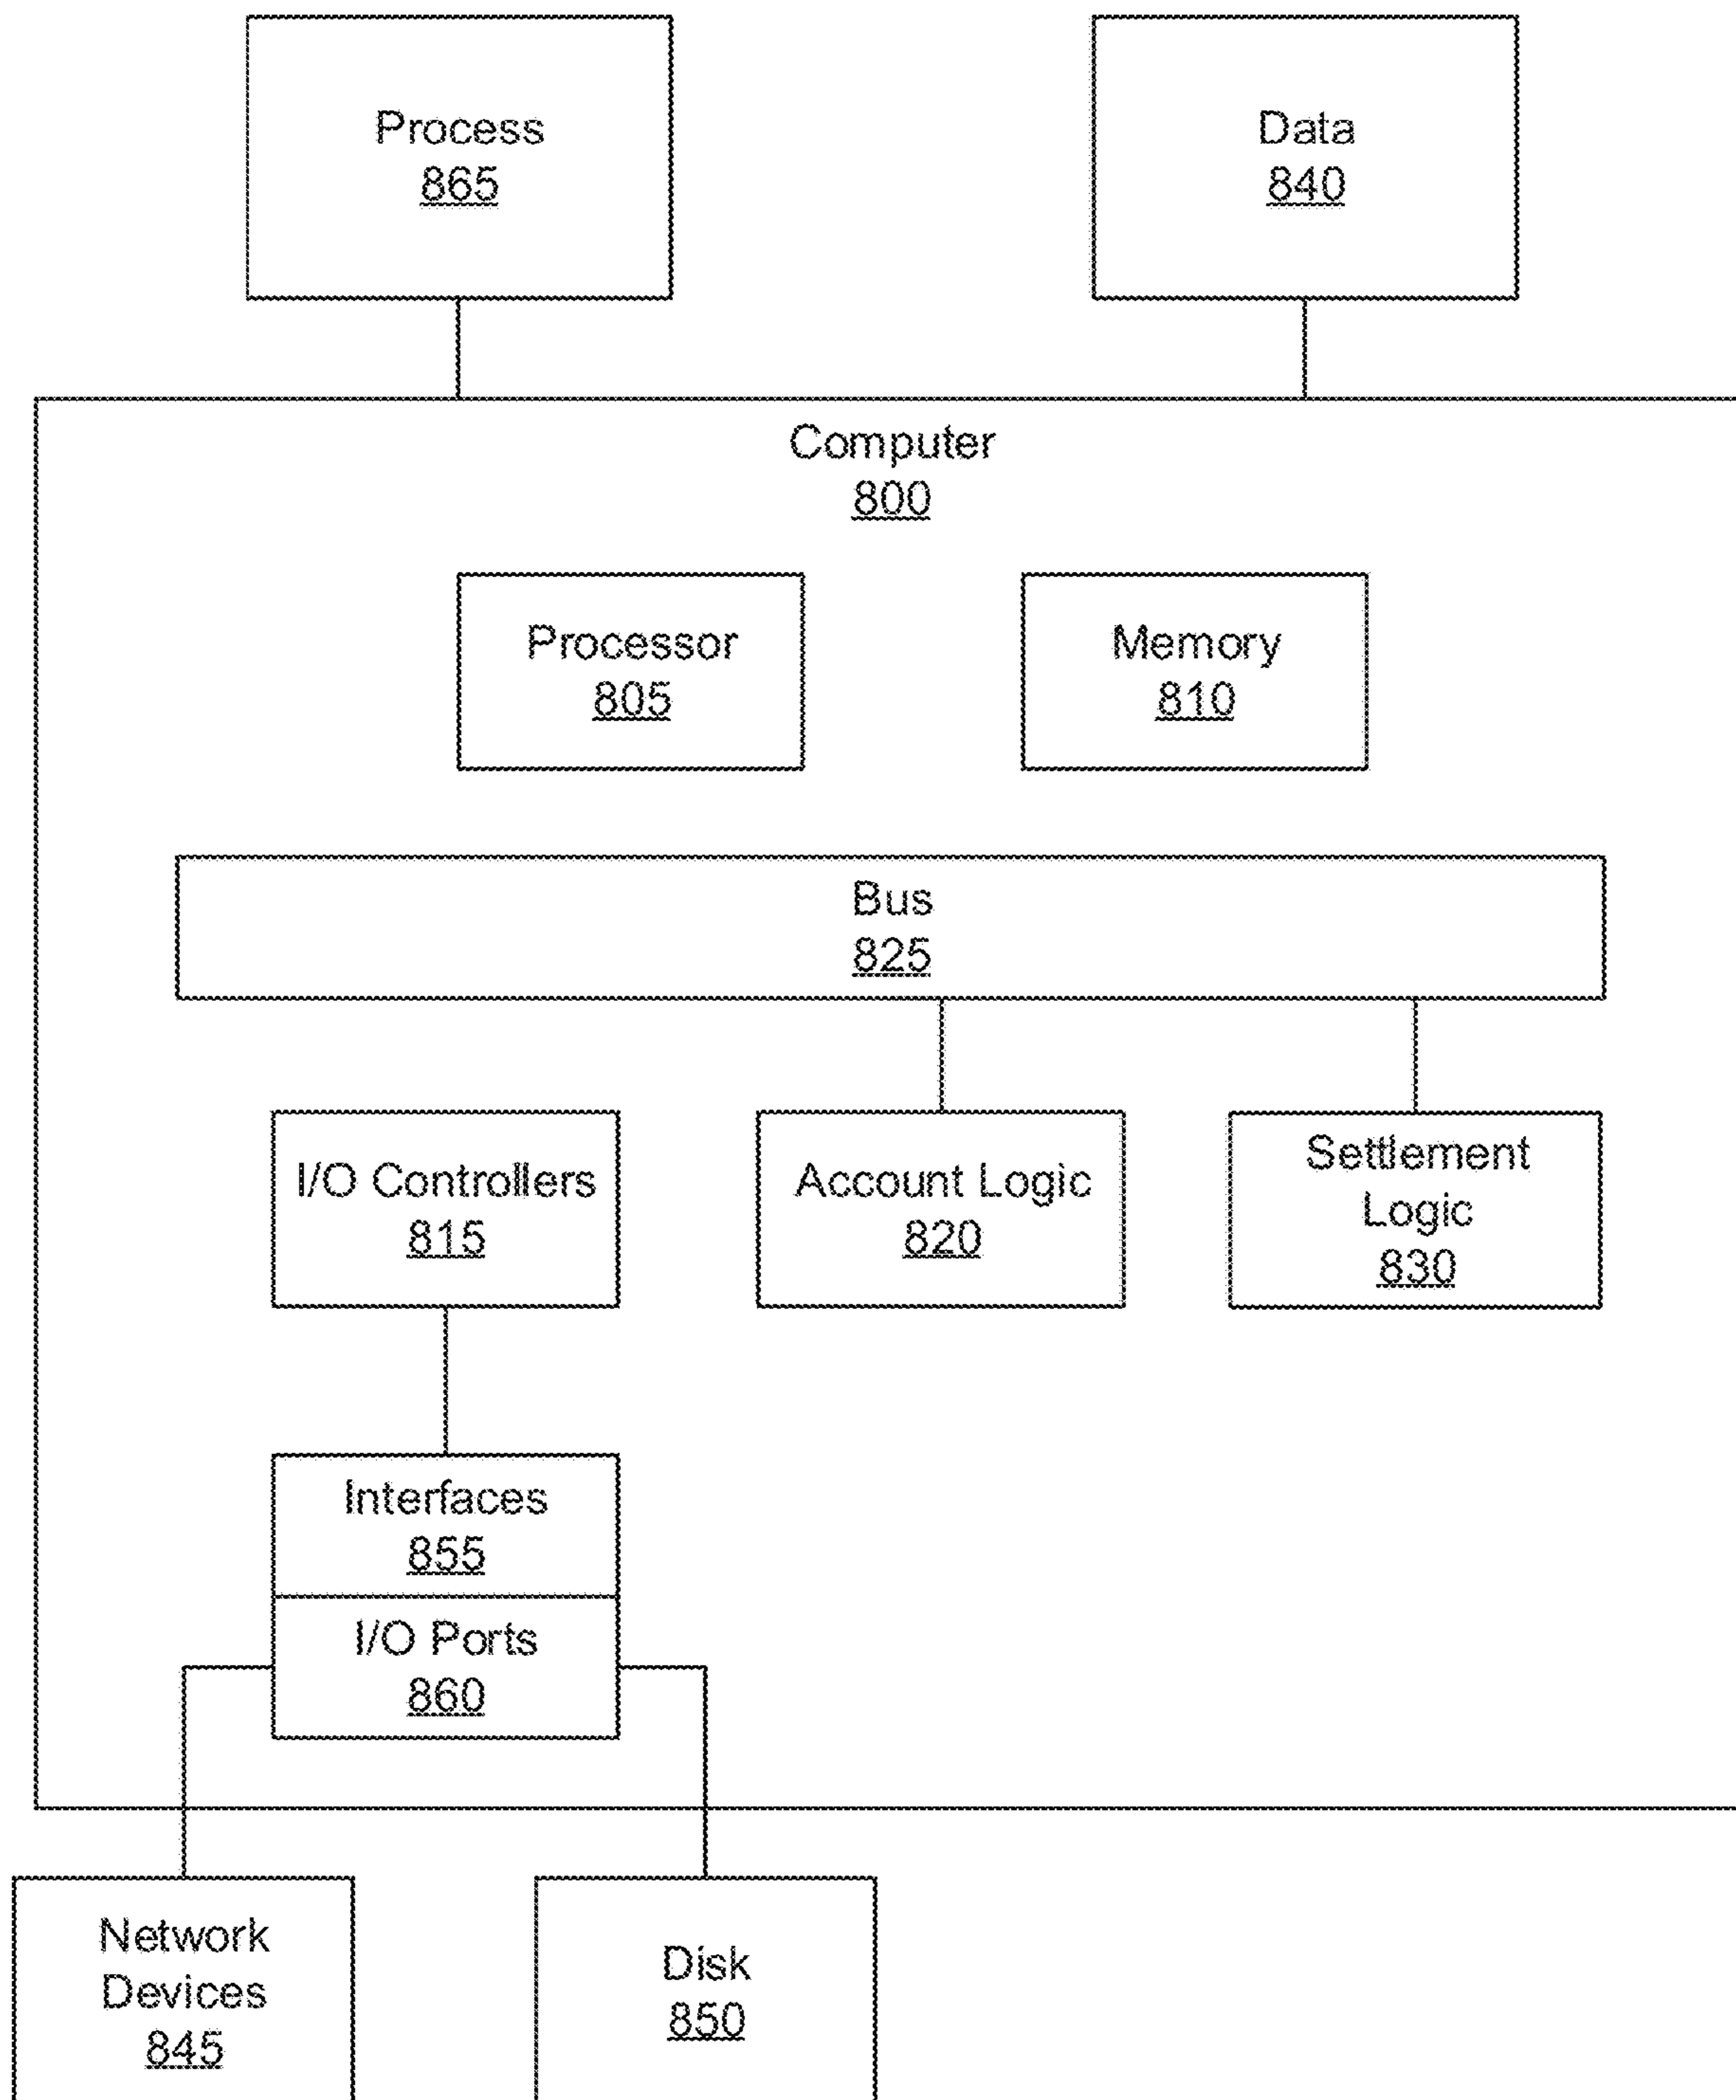 Process
865
Data
840
Computer
800
Processor
805
Memory
810
Bus
825
I/O Controllers
815
Account Logic
820
Settlement
Logic
830
Interfaces
855
I/O Ports
860
Network
Devices
845
Disk
850